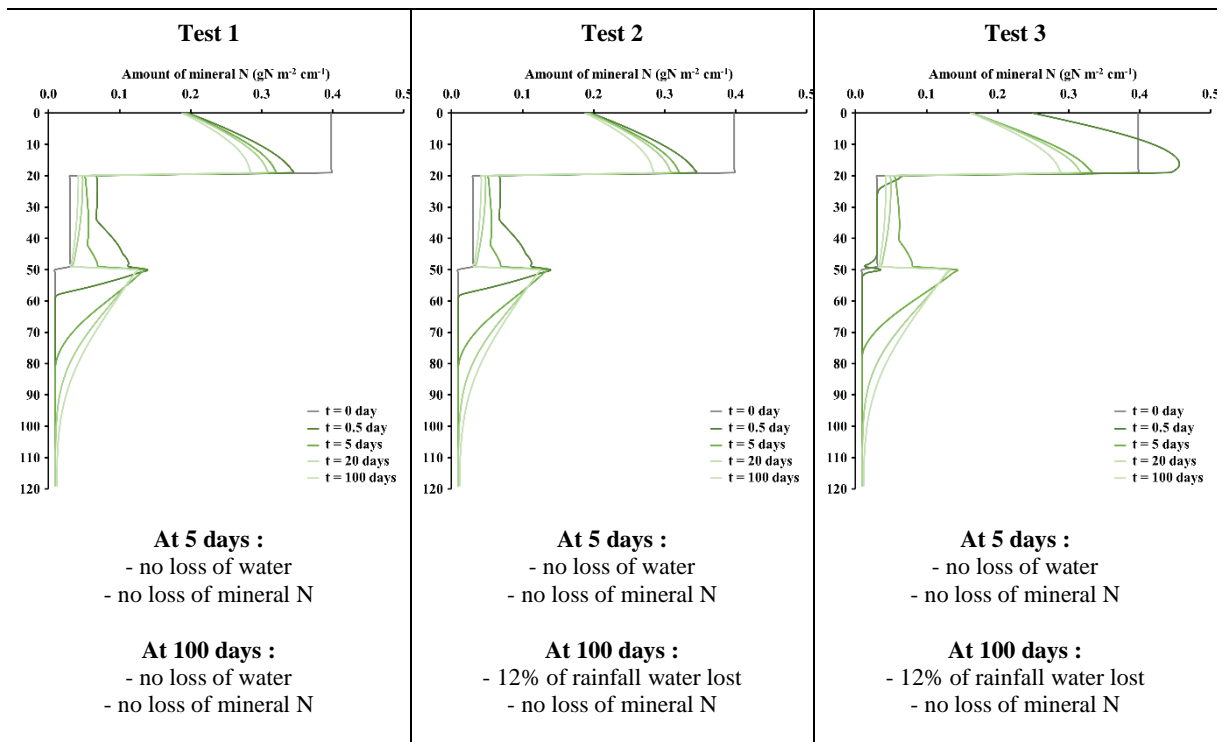 Test 1
Amount of mineral N (gN m⁻² cm⁻¹)
0.0 0.1 0.2 0.3 0.4 0.5
0
10
20
30
40
50
60
70
80
90
100
110
120
t = 0 day
t = 0.5 day
t = 5 days
t = 20 days
t = 100 days
At 5 days :
- no loss of water
- no loss of mineral N
At 100 days :
- no loss of water
- no loss of mineral N
Test 2
Amount of mineral N (gN m⁻² cm⁻¹)
0.0 0.1 0.2 0.3 0.4 0.5
0
10
20
30
40
50
60
70
80
90
100
110
120
t = 0 day
t = 0.5 day
t = 5 days
t = 20 days
t = 100 days
At 5 days :
- no loss of water
- no loss of mineral N
At 100 days :
- 12% of rainfall water lost
- no loss of mineral N
Test 3
Amount of mineral N (gN m⁻² cm⁻¹)
0.0 0.1 0.2 0.3 0.4 0.5
0
10
20
30
40
50
60
70
80
90
100
110
120
t = 0 day
t = 0.5 day
t = 5 days
t = 20 days
t = 100 days
At 5 days :
- no loss of water
- no loss of mineral N
At 100 days :
- 12% of rainfall water lost
- no loss of mineral N